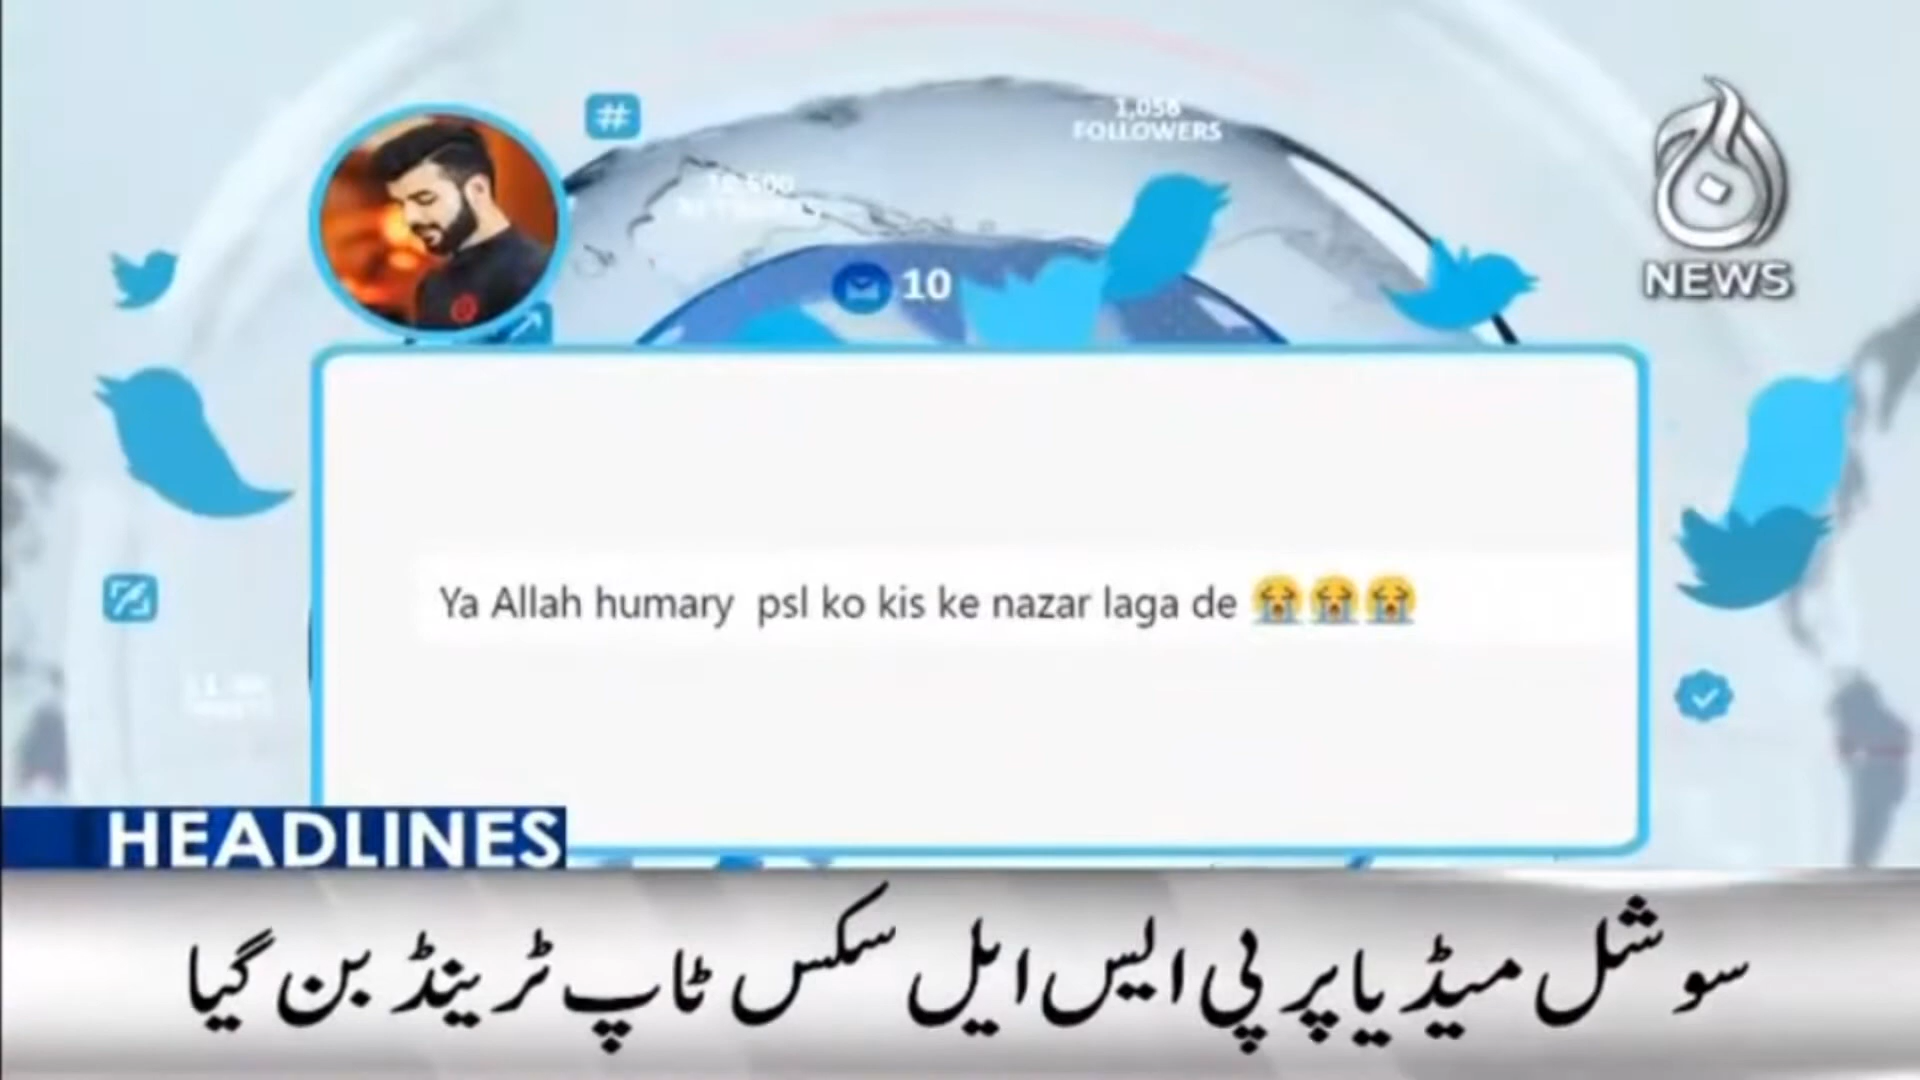 #
1,056
FOLLOWERS
10
آج
NEWS
Ya Allah humary psl ko kis ke nazar laga de 😭😭😭
HEADLINES
سوشل میڈیا پر پی ایس ایل سکس ٹاپ ٹرینڈ بن گیا